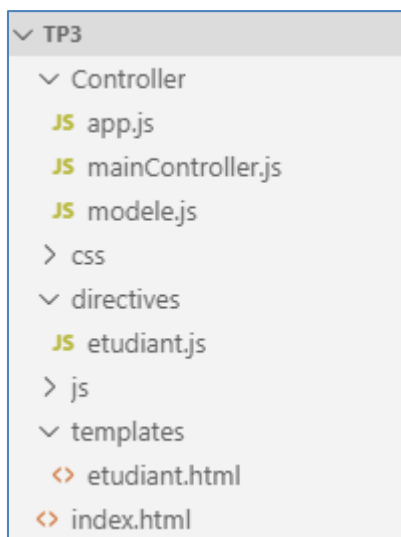 TP3
Controller
JS app.js
JS mainController.js
JS modele.js
css
directives
JS etudiant.js
js
templates
<> etudiant.html
<> index.html